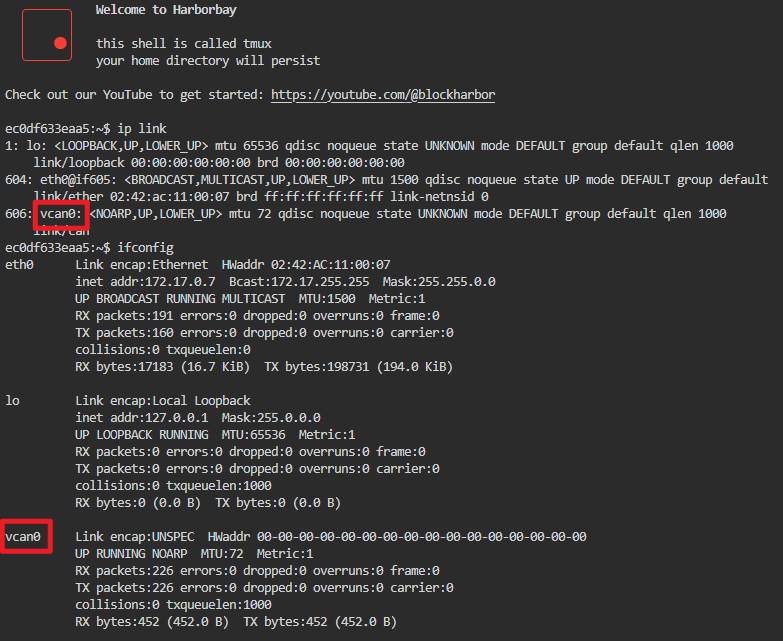 Welcome to Harborbay
this shell is called tmux
your home directory will persist
Check out our YouTube to get started: https://youtube.com/@blockharbor
ec0df633eaa5:~$ ip link
1: lo: <LOOPBACK,UP,LOWER_UP> mtu 65536 qdisc noqueue state UNKNOWN mode DEFAULT group default qlen 1000
link/loopback 00:00:00:00:00:00 brd 00:00:00:00:00:00
604: eth0@if605: <BROADCAST,MULTICAST,UP,LOWER_UP> mtu 1500 qdisc noqueue state UP mode DEFAULT group default
link/ether 02:42:ac:11:00:07 brd ff:ff:ff:ff:ff:ff link-netnsid 0
606: vcan0: <NOARP,UP,LOWER_UP> mtu 72 qdisc noqueue state UNKNOWN mode DEFAULT group default qlen 1000
link/can
ec0df633eaa5:~$ ifconfig
eth0 Link encap:Ethernet HWaddr 02:42:AC:11:00:07
inet addr:172.17.0.7 Bcast:172.17.255.255 Mask:255.255.0.0
UP BROADCAST RUNNING MULTICAST MTU:1500 Metric:1
RX packets:191 errors:0 dropped:0 overruns:0 frame:0
TX packets:160 errors:0 dropped:0 overruns:0 carrier:0
collisions:0 txqueuelen:0
RX bytes:17183 (16.7 KiB) TX bytes:198731 (194.0 KiB)
lo Link encap:Local Loopback
inet addr:127.0.0.1 Mask:255.0.0.0
UP LOOPBACK RUNNING MTU:65536 Metric:1
RX packets:0 errors:0 dropped:0 overruns:0 frame:0
TX packets:0 errors:0 dropped:0 overruns:0 carrier:0
collisions:0 txqueuelen:1000
RX bytes:0 (0.0 B) TX bytes:0 (0.0 B)
vcan0 Link encap:UNSPEC HWaddr 00-00-00-00-00-00-00-00-00-00-00-00-00-00-00-00
UP RUNNING NOARP MTU:72 Metric:1
RX packets:226 errors:0 dropped:0 overruns:0 frame:0
TX packets:226 errors:0 dropped:0 overruns:0 carrier:0
collisions:0 txqueuelen:1000
RX bytes:452 (452.0 B) TX bytes:452 (452.0 B)